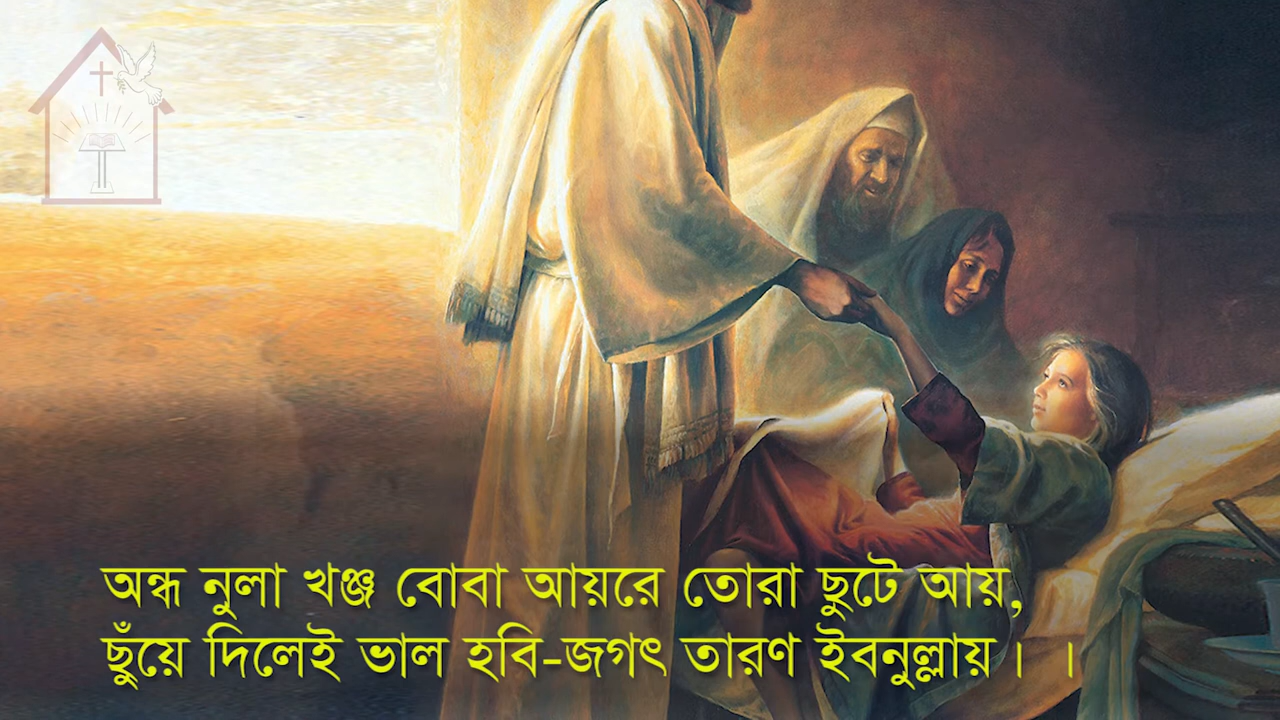 অন্ধ নুলা খঞ্জ বোবা আয়রে তোরা ছুটে আয়,
ছুঁয়ে দিলেই ভাল হবি-জগৎ তারণ ইবনুল্লায়। ।